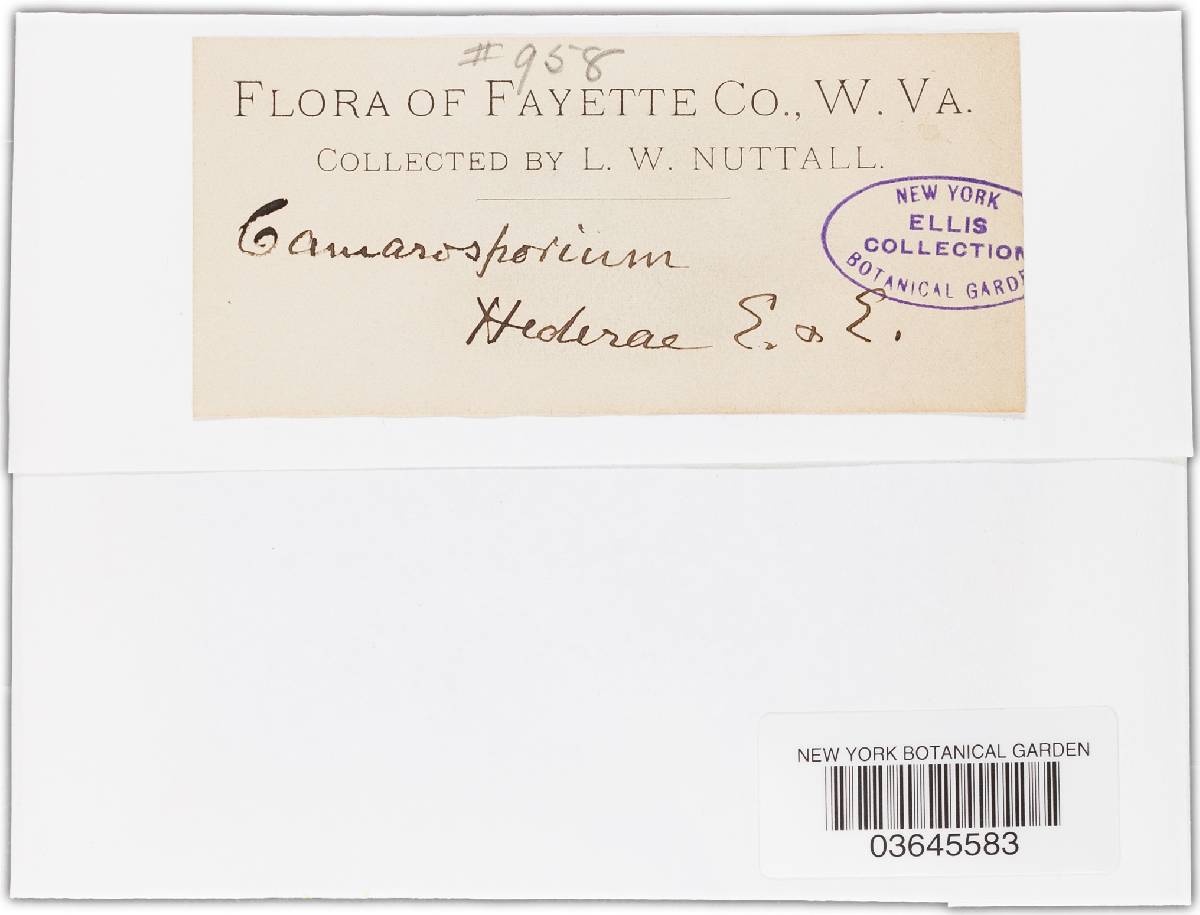 #958
FLORA OF FAYETTE CO., W. VA.
COLLECTED BY L. W. NUTTALL.
Camarosporium
Hederae E. & E.
NEW YORK
ELLIS
COLLECTION
BOTANICAL GARDE
NEW YORK BOTANICAL GARDEN
03645583